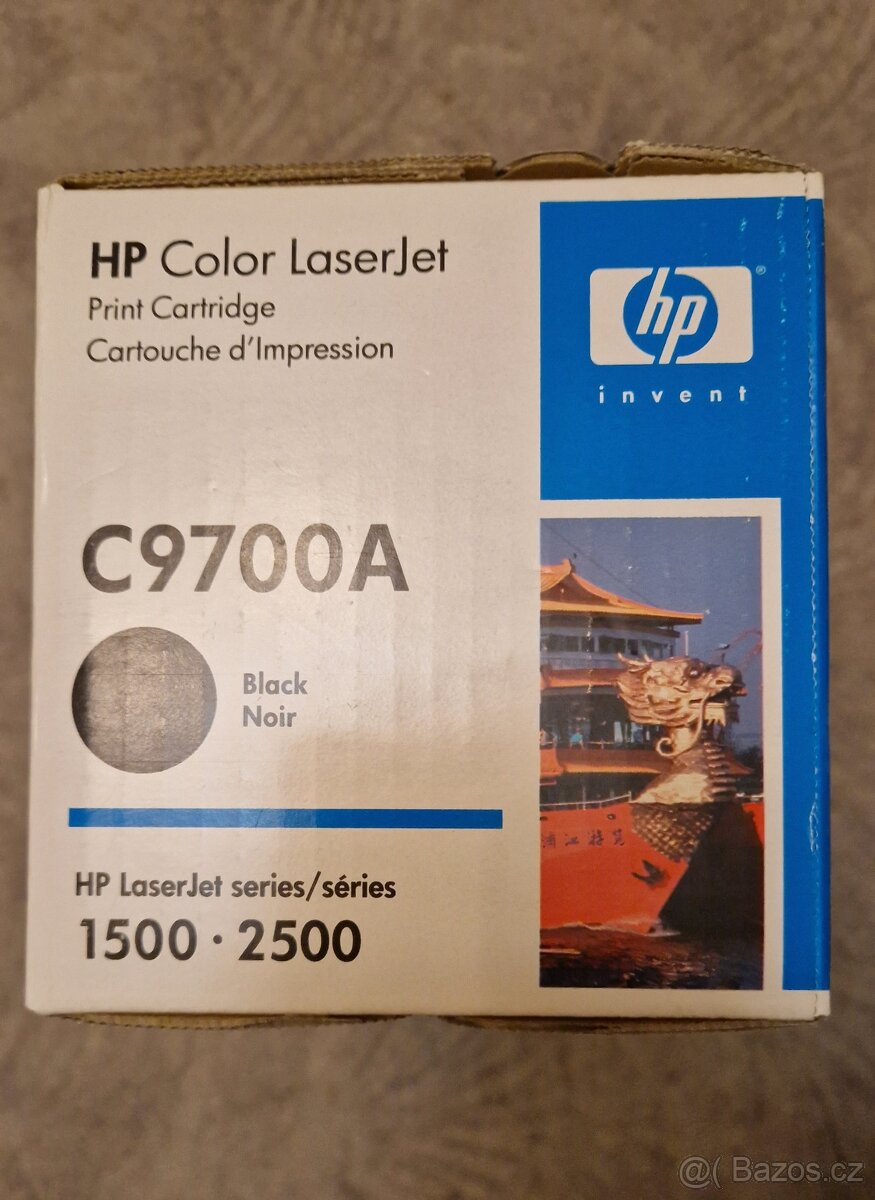 HP Color LaserJet
Print Cartridge
Cartouche d'Impression
hp®
invent
C9700A
Black
Noir
HP LaserJet series/séries
1500 · 2500
@( Bazos.cz